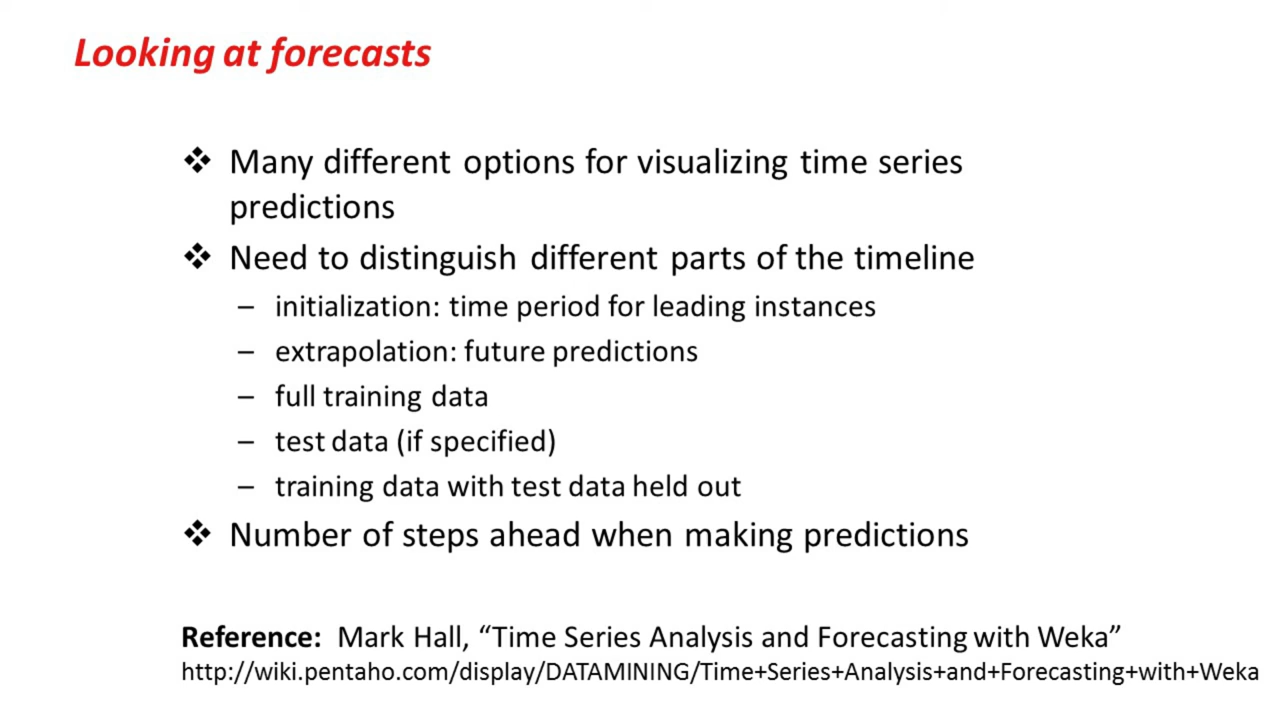 Looking at forecasts
❖ Many different options for visualizing time series
predictions
❖ Need to distinguish different parts of the timeline
– initialization: time period for leading instances
– extrapolation: future predictions
– full training data
– test data (if specified)
– training data with test data held out
❖ Number of steps ahead when making predictions
Reference: Mark Hall, “Time Series Analysis and Forecasting with Weka”
http://wiki.pentaho.com/display/DATAMINING/Time+Series+Analysis+and+Forecasting+with+Weka